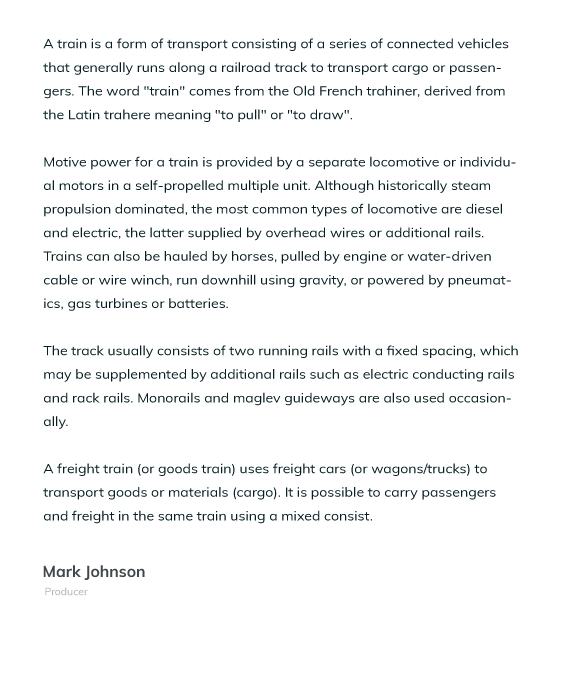 A train is a form of transport consisting of a series of connected vehicles
that generally runs along a railroad track to transport cargo or passen-
gers. The word "train" comes from the Old French trahiner, derived from
the Latin trahere meaning "to pull" or "to draw".
Motive power for a train is provided by a separate locomotive or individu-
al motors in a self-propelled multiple unit. Although historically steam
propulsion dominated, the most common types of locomotive are diesel
and electric, the latter supplied by overhead wires or additional rails.
Trains can also be hauled by horses, pulled by engine or water-driven
cable or wire winch, run downhill using gravity, or powered by pneumat-
ics, gas turbines or batteries.
The track usually consists of two running rails with a fixed spacing, which
may be supplemented by additional rails such as electric conducting rails
and rack rails. Monorails and maglev guideways are also used occasion-
ally.
A freight train (or goods train) uses freight cars (or wagons/trucks) to
transport goods or materials (cargo). It is possible to carry passengers
and freight in the same train using a mixed consist.
Mark Johnson
Producer